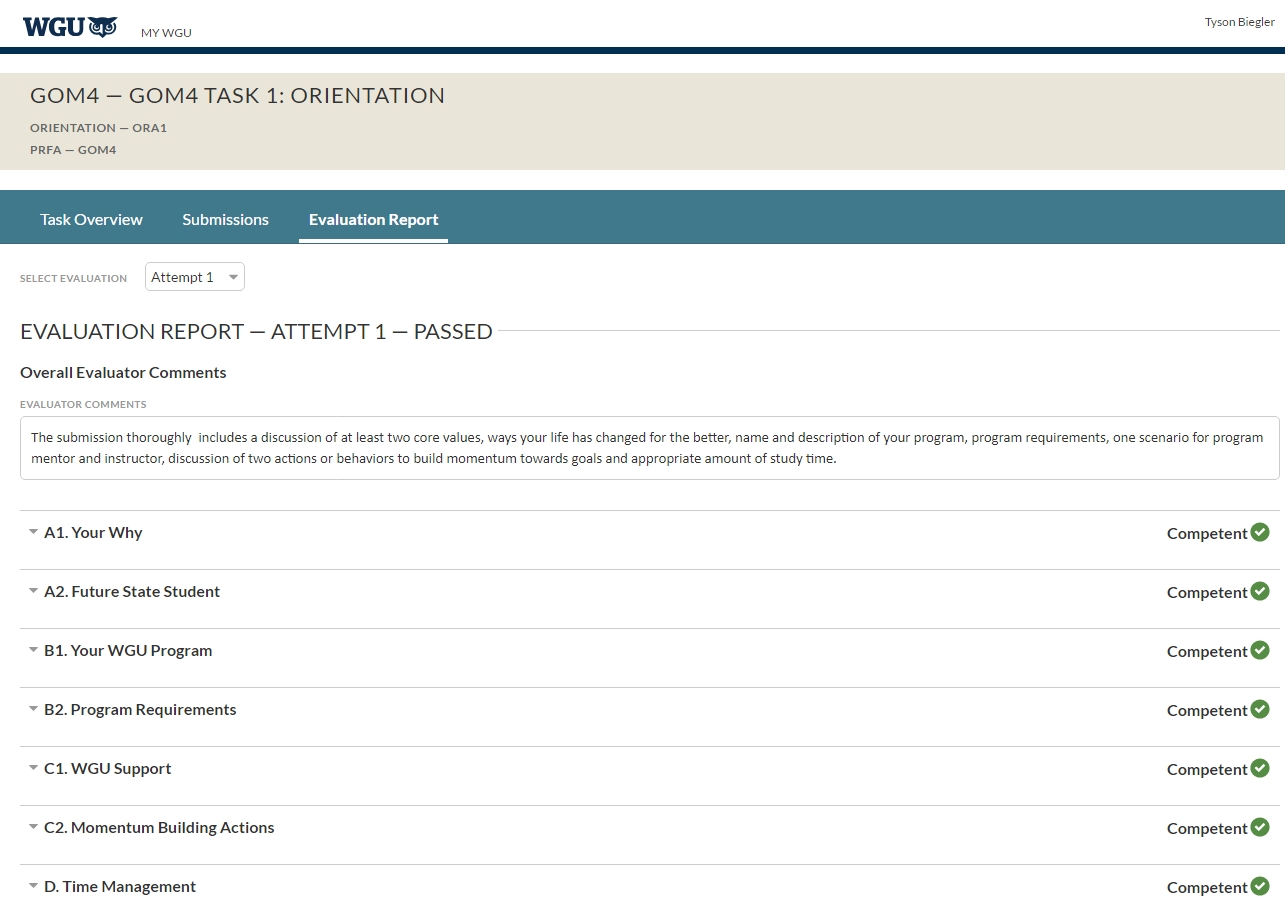 WGU
MY WGU
Tyson Biegler
GOM4 — GOM4 TASK 1: ORIENTATION
ORIENTATION — ORA1
PRFA — GOM4
Task Overview
Submissions
Evaluation Report
SELECT EVALUATION
Attempt 1
EVALUATION REPORT — ATTEMPT 1 — PASSED
Overall Evaluator Comments
EVALUATOR COMMENTS
The submission thoroughly  includes a discussion of at least two core values, ways your life has changed for the better, name and description of your program, program requirements, one scenario for program
mentor and instructor, discussion of two actions or behaviors to build momentum towards goals and appropriate amount of study time.
A1. Your Why
Competent
A2. Future State Student
Competent
B1. Your WGU Program
Competent
B2. Program Requirements
Competent
C1. WGU Support
Competent
C2. Momentum Building Actions
Competent
D. Time Management
Competent